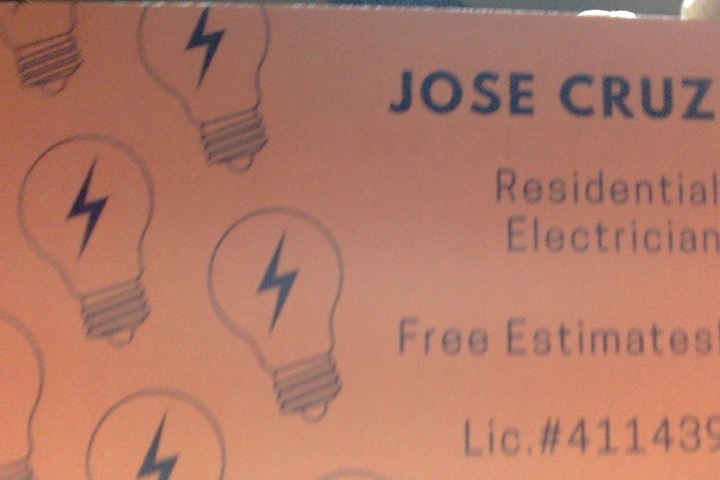 JOSE CRUZ
Residential
Electrician
Free Estimates!
Lic.#411439